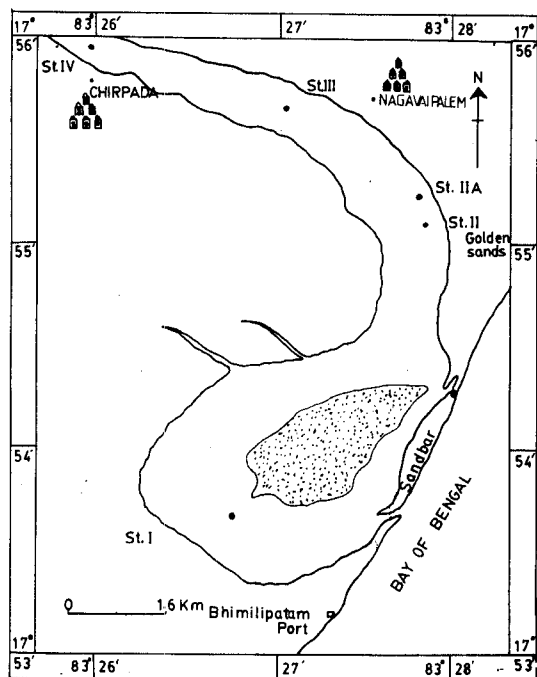 17° 83° 26' 27' 83° 28' 17°
56' 56'
St.IV
CHIRPADA
St.III
NAGAVAIPALEM
N
St. IIA
St. II
Golden
sands
55' 55'
54' 54'
Sandbar
BAY OF BENGAL
St. I
0 1.6 Km
Bhimilipatam
Port
17° 17°
53' 83° 26' 27' 83° 28' 53'